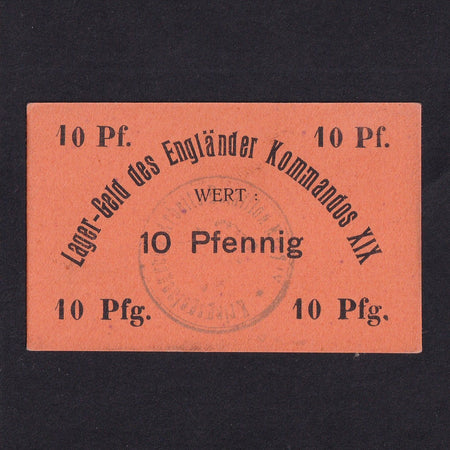 10 Pf. 10 Pf.
Lager-Geld des Engländer Kommandos XIX
WERT:
10 Pfennig
10 Pfg. 10 Pfg.